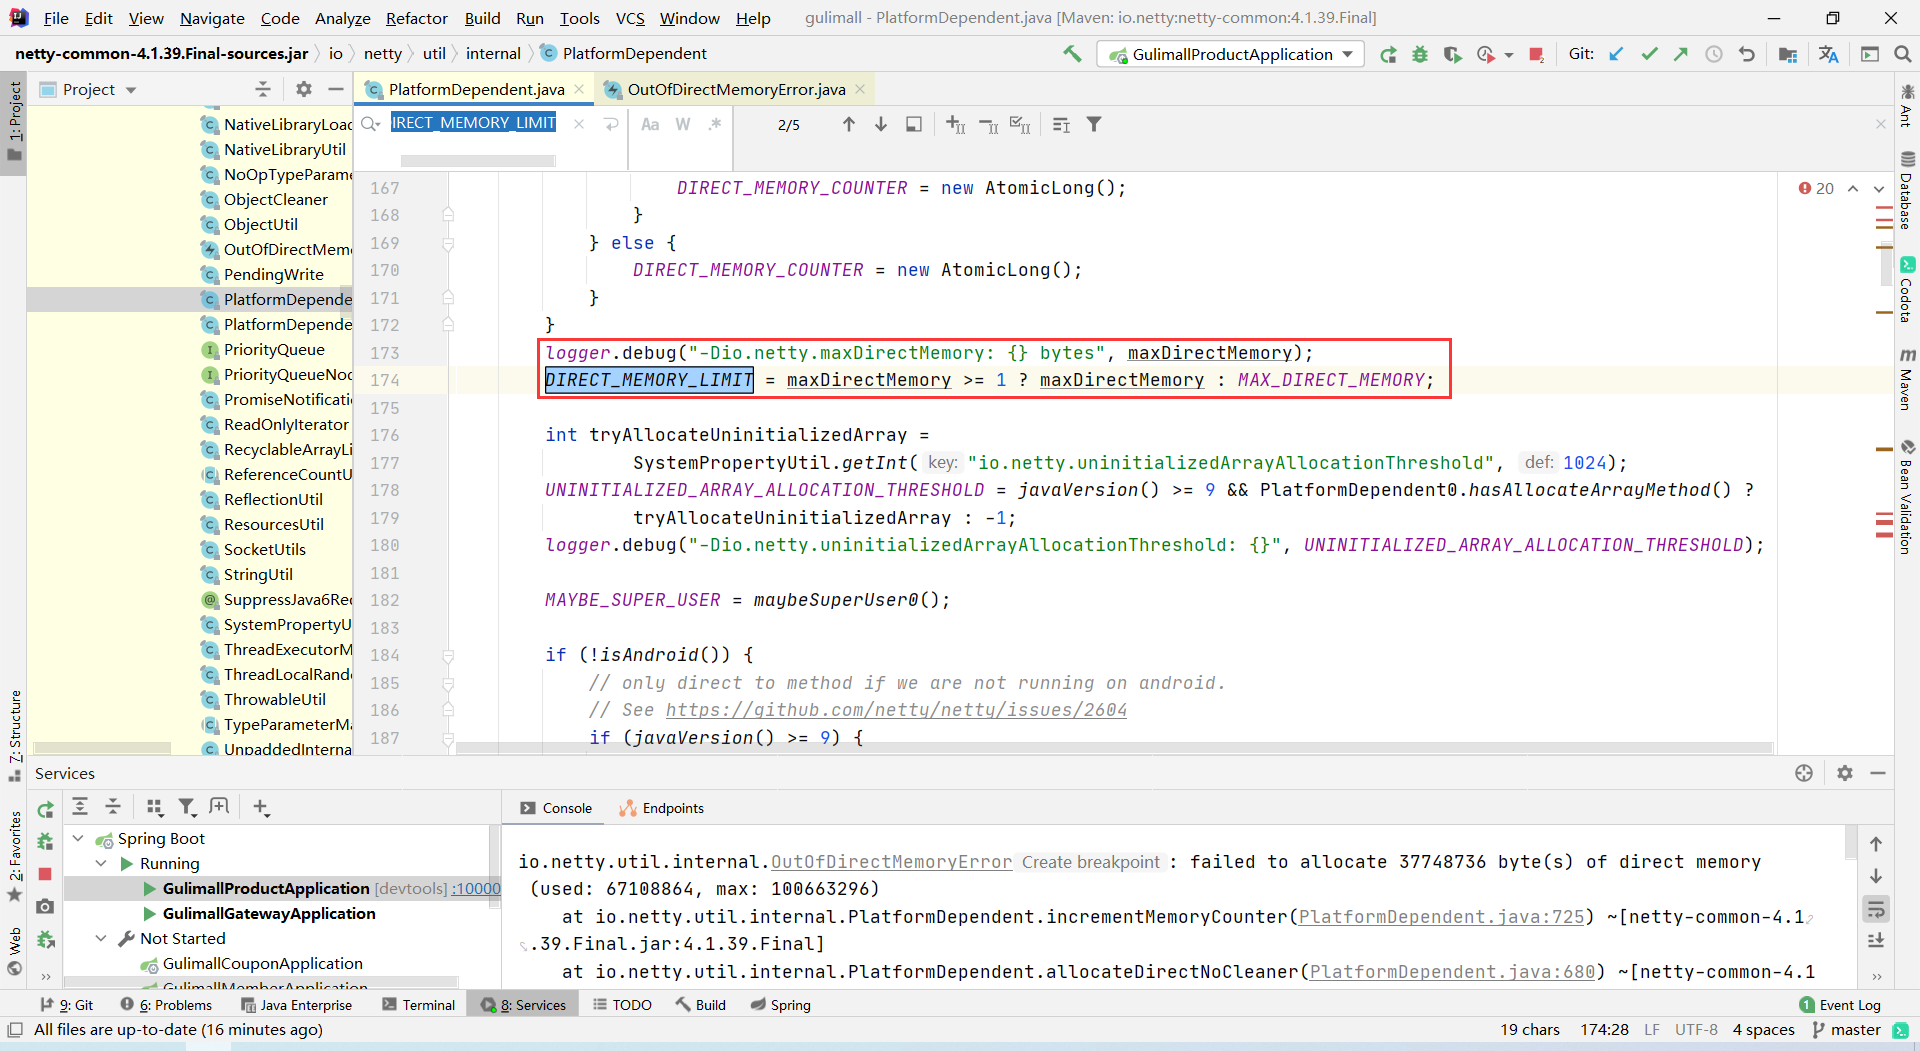 File Edit View Navigate Code Analyze Refactor Build Run Tools VCS Window Help gulimall - PlatformDependent.java [Maven: io.netty:netty-common:4.1.39.Final]
netty-common-4.1.39.Final-sources.jar io netty util internal PlatformDependent GulimallProductApplication Git:
Project
PlatformDependent.java OutOfDirectMemoryError.java
IRECT_MEMORY_LIMIT Aa W .* 2/5
1: Project
7: Structure
2: Favorites
Web
NativeLibraryLoad
NativeLibraryUtil
NoOpTypeParame
ObjectCleaner
ObjectUtil
OutOfDirectMemo
PendingWrite
PlatformDepende
PlatformDepende
PriorityQueue
PriorityQueueNod
PromiseNotificatio
ReadOnlyIterator
RecyclableArrayLi
ReferenceCountU
ReflectionUtil
ResourcesUtil
SocketUtils
StringUtil
SuppressJava6Req
SystemPropertyU
ThreadExecutorM
ThreadLocalRando
ThrowableUtil
TypeParameterMa
UnpaddedInterna
20
167 DIRECT_MEMORY_COUNTER = new AtomicLong();
168 }
169 } else {
170 DIRECT_MEMORY_COUNTER = new AtomicLong();
171 }
172 }
173 logger.debug("-Dio.netty.maxDirectMemory: {} bytes", maxDirectMemory);
174 DIRECT_MEMORY_LIMIT = maxDirectMemory >= 1 ? maxDirectMemory : MAX_DIRECT_MEMORY;
175
176 int tryAllocateUninitializedArray =
177 SystemPropertyUtil.getInt( key: "io.netty.uninitializedArrayAllocationThreshold", def: 1024);
178 UNINITIALIZED_ARRAY_ALLOCATION_THRESHOLD = javaVersion() >= 9 && PlatformDependent0.hasAllocateArrayMethod() ?
179 tryAllocateUninitializedArray : -1;
180 logger.debug("-Dio.netty.uninitializedArrayAllocationThreshold: {}", UNINITIALIZED_ARRAY_ALLOCATION_THRESHOLD);
181
182 MAYBE_SUPER_USER = maybeSuperUser0();
183
184 if (!isAndroid()) {
185 // only direct to method if we are not running on android.
186 // See https://github.com/netty/netty/issues/2604
187 if (javaVersion() >= 9) {
Ant
Database
Codota
Maven
Bean Validation
Services
Console Endpoints
Spring Boot
Running
GulimallProductApplication [devtools] :10000
GulimallGatewayApplication
Not Started
GulimallCouponApplication
GulimallMemberApplication
io.netty.util.internal.OutOfDirectMemoryError Create breakpoint : failed to allocate 37748736 byte(s) of direct memory
(used: 67108864, max: 100663296)
at io.netty.util.internal.PlatformDependent.incrementMemoryCounter(PlatformDependent.java:725) ~[netty-common-4.1
.39.Final.jar:4.1.39.Final]
at io.netty.util.internal.PlatformDependent.allocateDirectNoCleaner(PlatformDependent.java:680) ~[netty-common-4.1
9: Git 6: Problems Java Enterprise Terminal 8: Services TODO Build Spring 1 Event Log
All files are up-to-date (16 minutes ago) 19 chars 174:28 LF UTF-8 4 spaces master